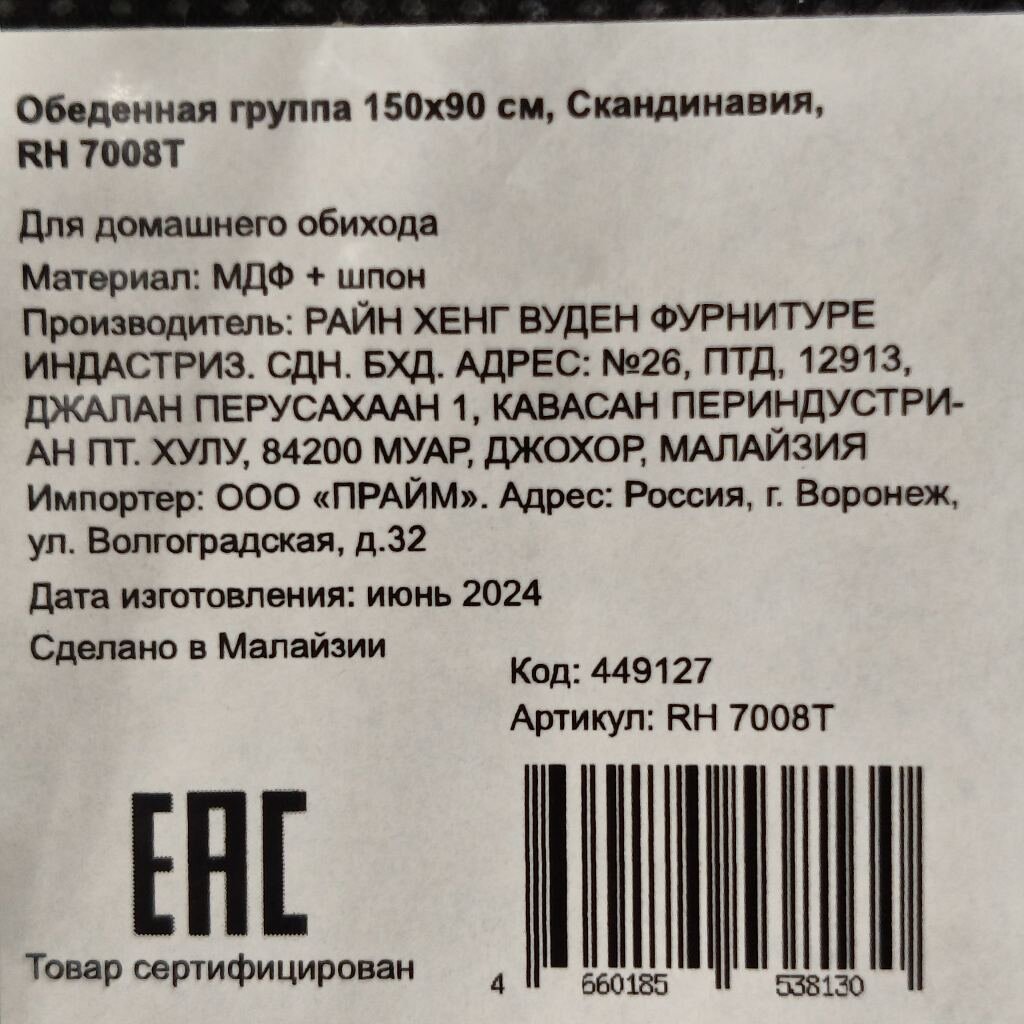 Обеденная группа 150х90 см, Скандинавия,
RH 7008T
Для домашнего обихода
Материал: МДФ + шпон
Производитель: РАЙН ХЕНГ ВУДЕН ФУРНИТУРЕ
ИНДАСТРИЗ. СДН. БХД. АДРЕС: №26, ПТД, 12913,
ДЖАЛАН ПЕРУСАХААН 1, КАВАСАН ПЕРИНДУСТРИ-
АН ПТ. ХУЛУ, 84200 МУАР, ДЖОХОР, МАЛАЙЗИЯ
Импортер: ООО «ПРАЙМ». Адрес: Россия, г. Воронеж,
ул. Волгоградская, д.32
Дата изготовления: июнь 2024
Сделано в Малайзии
Код: 449127
Артикул: RH 7008T
EAC
Товар сертифицирован
4 660185 538130